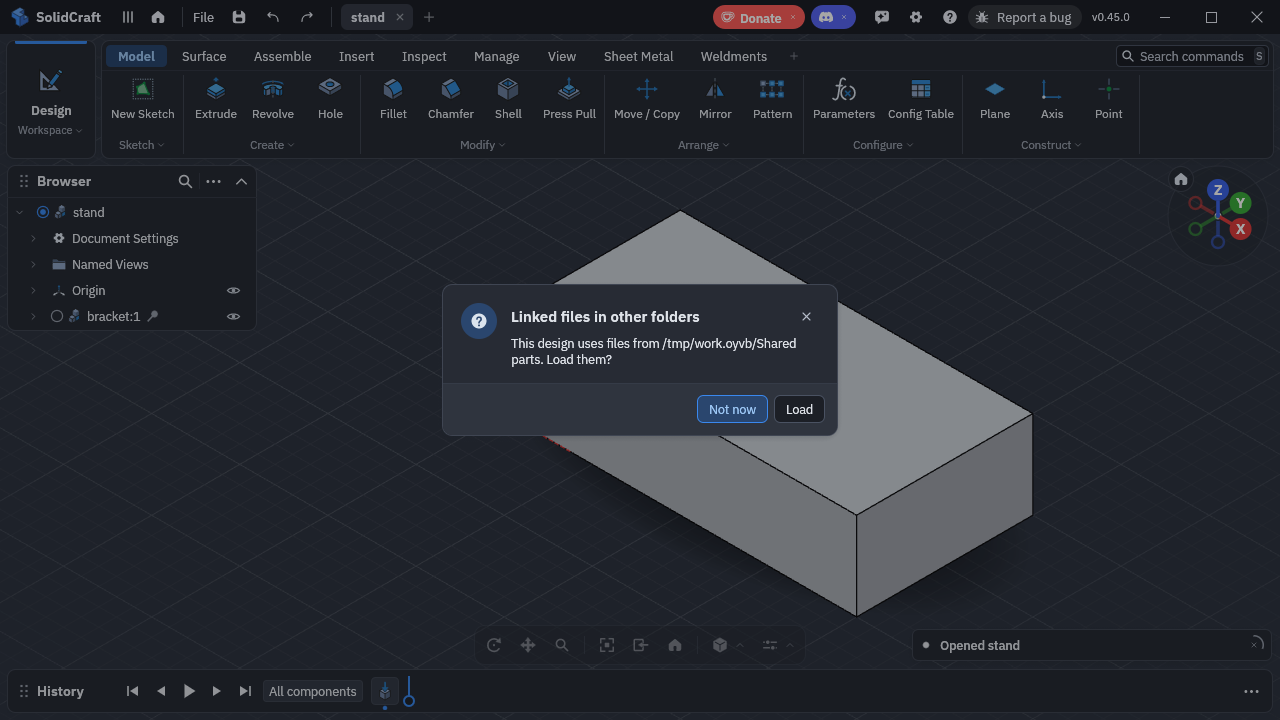 SolidCraft
File
stand
Donate
Report a bug
v0.45.0
Design
Workspace
Model
Surface
Assemble
Insert
Inspect
Manage
View
Sheet Metal
Weldments
Search commands
S
New Sketch
Extrude
Revolve
Hole
Fillet
Chamfer
Shell
Press Pull
Move / Copy
Mirror
Pattern
Parameters
Config Table
Plane
Axis
Point
Sketch
Create
Modify
Arrange
Configure
Construct
Browser
stand
Document Settings
Named Views
Origin
bracket:1
Z
Y
X
Linked files in other folders
This design uses files from /tmp/work.oyvb/Shared
parts. Load them?
Not now
Load
Opened stand
History
All components